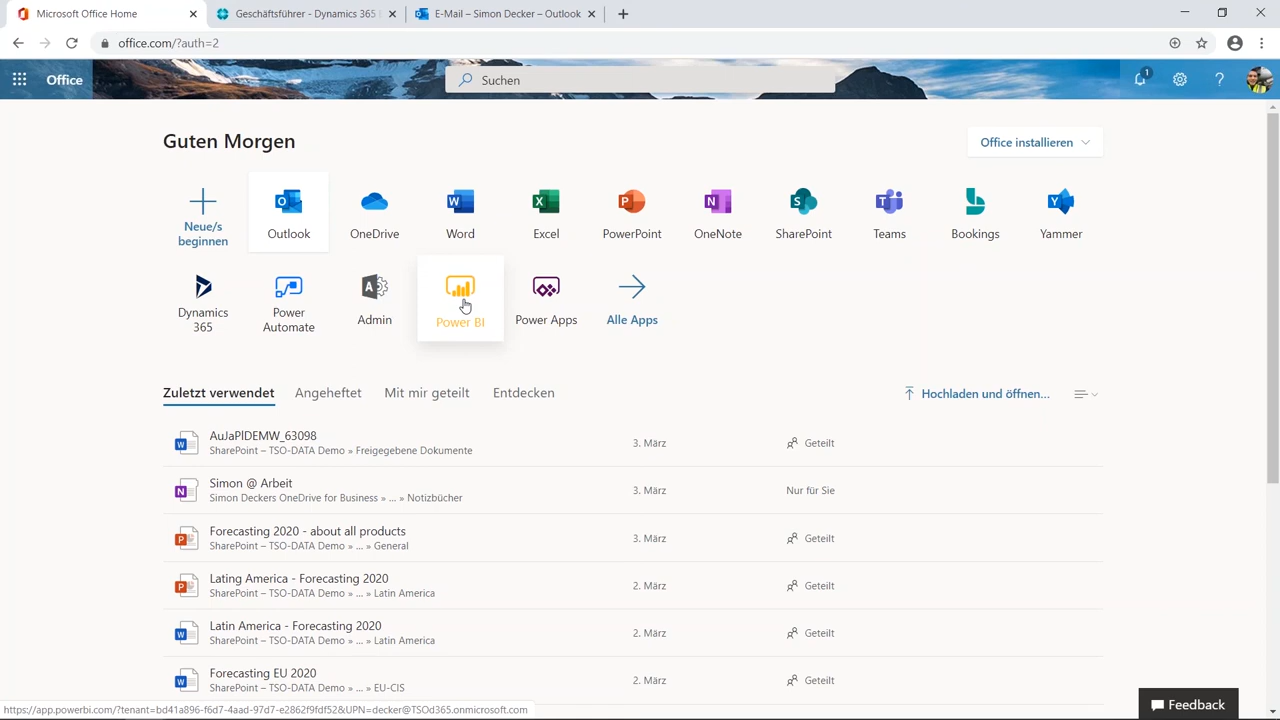 Microsoft Office Home
Geschäftsführer - Dynamics 365
E-Mail – Simon Decker – Outlook
office.com/?auth=2
Office
Suchen
1
Guten Morgen
Office installieren
Neue/s beginnen
Outlook
OneDrive
Word
Excel
PowerPoint
OneNote
SharePoint
Teams
Bookings
Yammer
Dynamics 365
Power Automate
Admin
Power BI
Power Apps
Alle Apps
Zuletzt verwendet
Angeheftet
Mit mir geteilt
Entdecken
Hochladen und öffnen...
AuJaPlDEMW_63098
SharePoint – TSO-DATA Demo » Freigegebene Dokumente
3. März
Geteilt
Simon @ Arbeit
Simon Deckers OneDrive for Business » ... » Notizbücher
3. März
Nur für Sie
Forecasting 2020 - about all products
SharePoint – TSO-DATA Demo » ... » General
3. März
Geteilt
Lating America - Forecasting 2020
SharePoint – TSO-DATA Demo » ... » Latin America
2. März
Geteilt
Latin America - Forecasting 2020
SharePoint – TSO-DATA Demo » ... » Latin America
2. März
Geteilt
Forecasting EU 2020
SharePoint – TSO-DATA Demo » ... » EU-CIS
2. März
Geteilt
https://app.powerbi.com/?tenant=bd41a896-f6d7-4aad-97d7-e2862f9fdf52&UPN=decker@TSOd365.onmicrosoft.com
Feedback